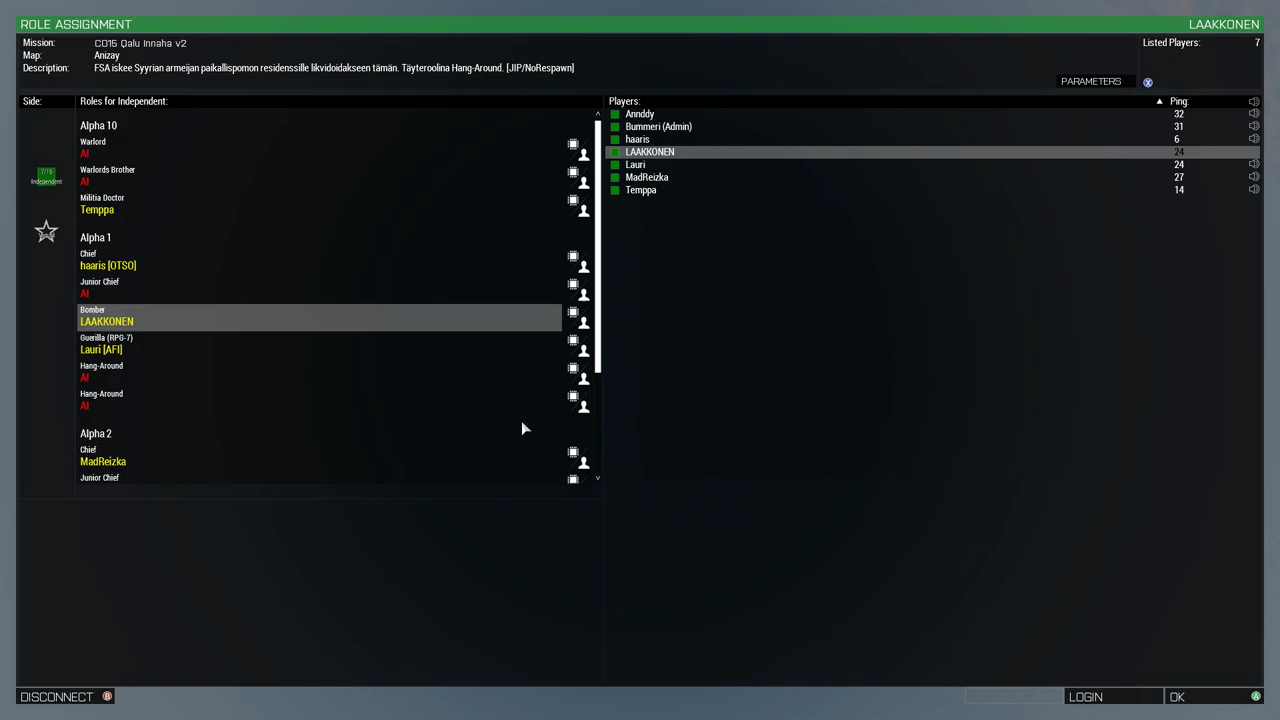 ROLE ASSIGNMENT LAAKKONEN
Mission: CO15 Qalu Innaha v2 Listed Players: 7
Map: Anizay
Description: FSA iskee Syyrian armeijan paikallispomon residenssille likvidoidakseen tämän. Täyteroolina Hang-Around. [JIP/NoRespawn]
PARAMETERS X
Side: Roles for Independent:
7/15
Independent
Alpha 10
Warlord
AI
Warlords Brother
AI
Militia Doctor
Temppa
Alpha 1
Chief
haaris [OTSO]
Junior Chief
AI
Bomber
LAAKKONEN
Guerilla (RPG-7)
Lauri [AFI]
Hang-Around
AI
Hang-Around
AI
Alpha 2
Chief
MadReizka
Junior Chief
Players: Ping:
Annddy 32
Bummeri (Admin) 31
haaris 6
LAAKKONEN 24
Lauri 24
MadReizka 27
Temppa 14
DISCONNECT B LOGIN OK A